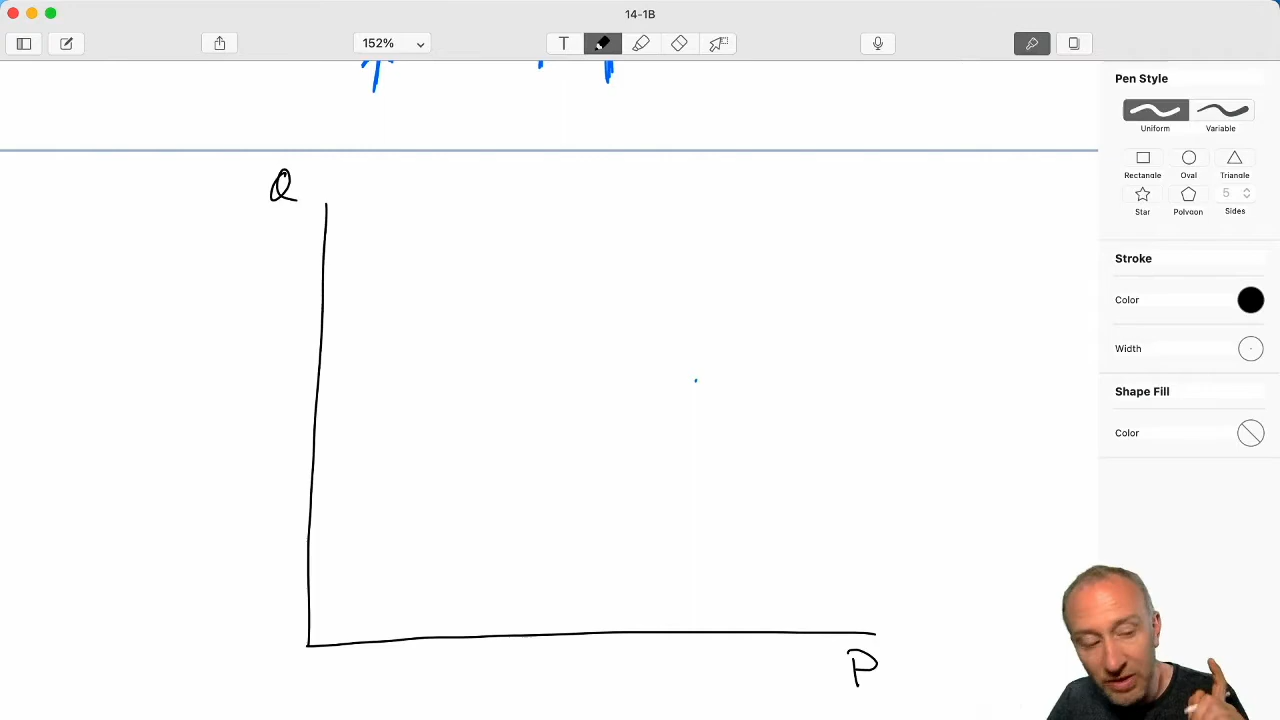 14-1B
152%
T
Pen Style
Uniform
Variable
Rectangle
Oval
Triangle
Star
Polygon
5
Sides
Stroke
Color
Width
Shape Fill
Color
Q
P